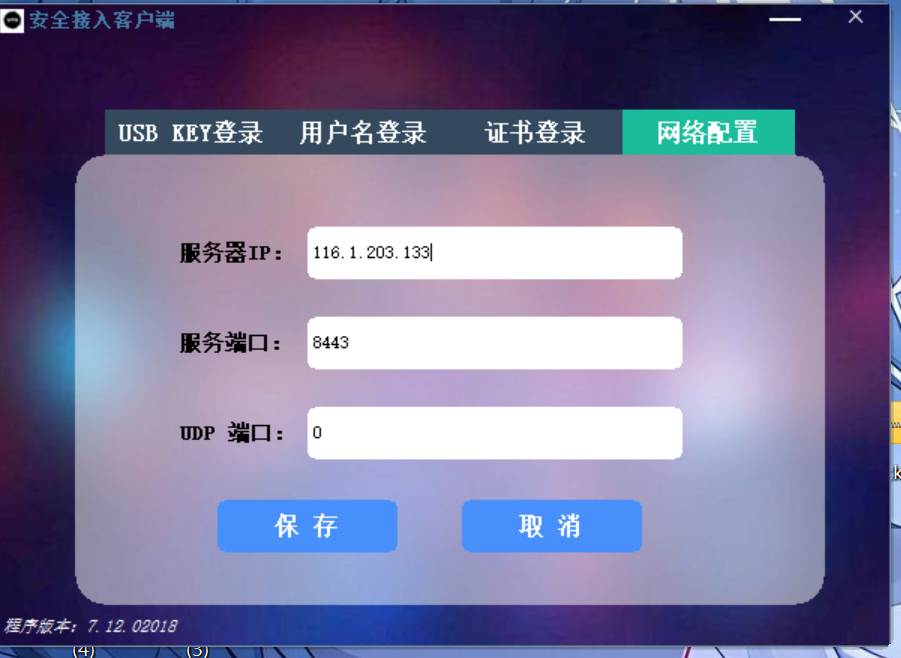 安全接入客户端
USB KEY登录 用户名登录 证书登录 网络配置
服务器IP: 116.1.203.133
服务端口: 8443
UDP 端口: 0
保 存 取 消
程序版本: 7.12.02018
(4) (3)